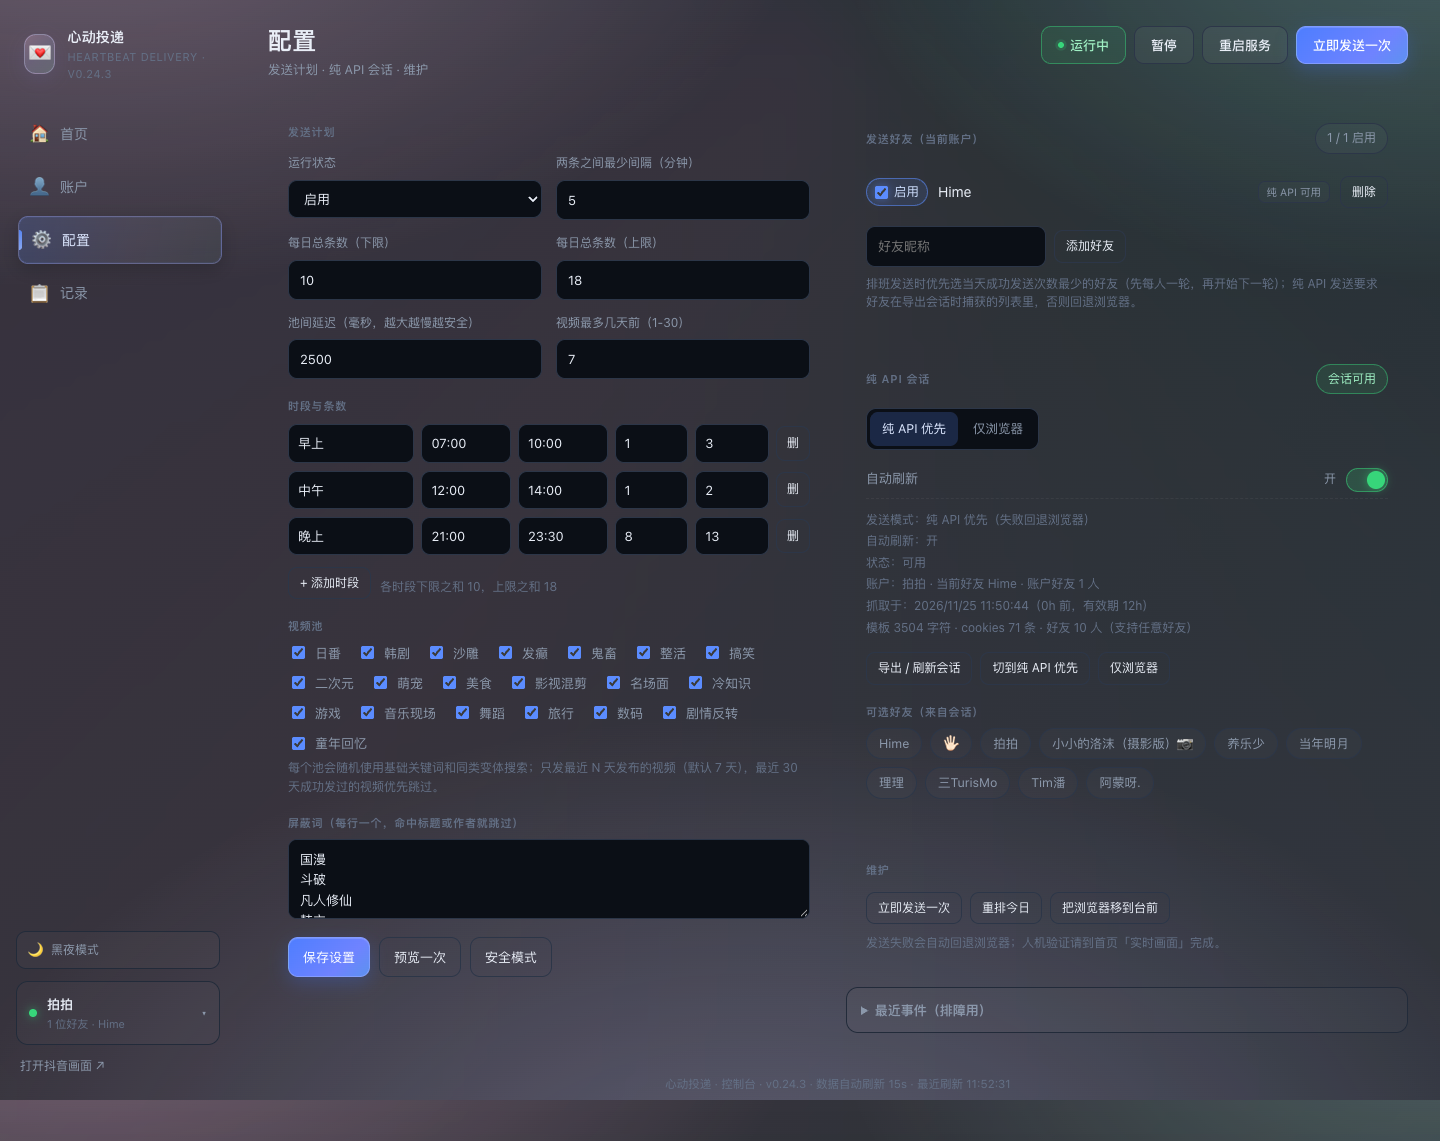 心动投递
HEARTBEAT DELIVERY ·
V0.24.3
首页
账户
配置
记录
黑夜模式
拍拍
1 位好友 · Hime
打开抖音画面 ↗
配置
发送计划 · 纯 API 会话 · 维护
运行中
暂停
重启服务
立即发送一次
发送计划
运行状态
两条之间最少间隔（分钟）
启用
5
每日总条数（下限）
每日总条数（上限）
10
18
池间延迟（毫秒，越大越慢越安全）
视频最多几天前（1-30）
2500
7
时段与条数
早上 07:00 10:00 1 3 删
中午 12:00 14:00 1 2 删
晚上 21:00 23:30 8 13 删
+ 添加时段 各时段下限之和 10，上限之和 18
视频池
日番 韩剧 沙雕 发癫 鬼畜 整活 搞笑
二次元 萌宠 美食 影视混剪 名场面 冷知识
游戏 音乐现场 舞蹈 旅行 数码 剧情反转
童年回忆
每个池会随机使用基础关键词和同类变体搜索；只发最近 N 天发布的视频（默认 7 天），最近 30
天成功发过的视频优先跳过。
屏蔽词（每行一个，命中标题或作者就跳过）
国漫
斗破
凡人修仙
保存设置 预览一次 安全模式
发送好友（当前账户）
1 / 1 启用
启用 Hime 纯 API 可用 删除
好友昵称 添加好友
排班发送时优先选当天成功发送次数最少的好友（先每人一轮，再开始下一轮）；纯 API 发送要求
好友在导出会话时捕获的列表里，否则回退浏览器。
纯 API 会话
会话可用
纯 API 优先 仅浏览器
自动刷新 开
发送模式：纯 API 优先（失败回退浏览器）
自动刷新：开
状态：可用
账户：拍拍 · 当前好友 Hime · 账户好友 1 人
抓取于：2026/11/25 11:50:44（0h 前，有效期 12h）
模板 3504 字符 · cookies 71 条 · 好友 10 人（支持任意好友）
导出 / 刷新会话 切到纯 API 优先 仅浏览器
可选好友（来自会话）
Hime 🖐🏻 拍拍 小小的洛沫（摄影版）📷 养乐少 当年明月
理理 三TurisMo Tim潘 阿蒙呀.
维护
立即发送一次 重排今日 把浏览器移到台前
发送失败会自动回退浏览器；人机验证请到首页「实时画面」完成。
▶ 最近事件（排障用）
心动投递 · 控制台 · v0.24.3 · 数据自动刷新 15s · 最近刷新 11:52:31